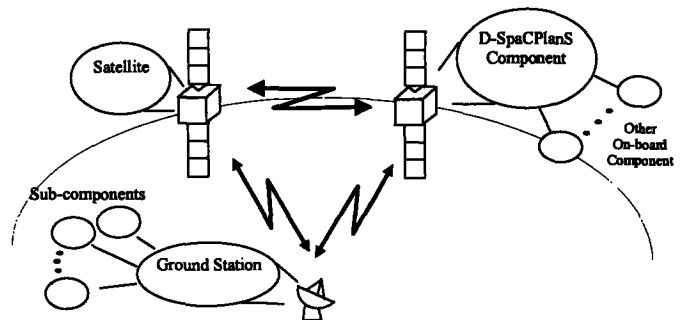 Satellite
D-SpaCPlanS
Component
Other
On-board
Component
Sub-components
Ground Station